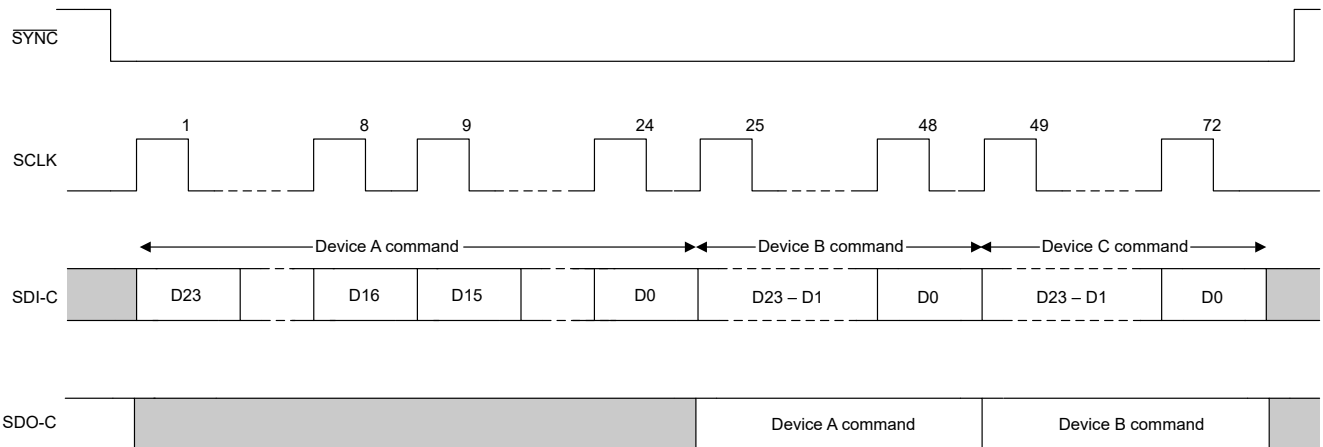 SYNC
1 8 9 24 25 48 49 72
SCLK
Device A command Device B command Device C command
SDI-C D23 D16 D15 D0 D23 – D1 D0 D23 – D1 D0
SDO-C Device A command Device B command